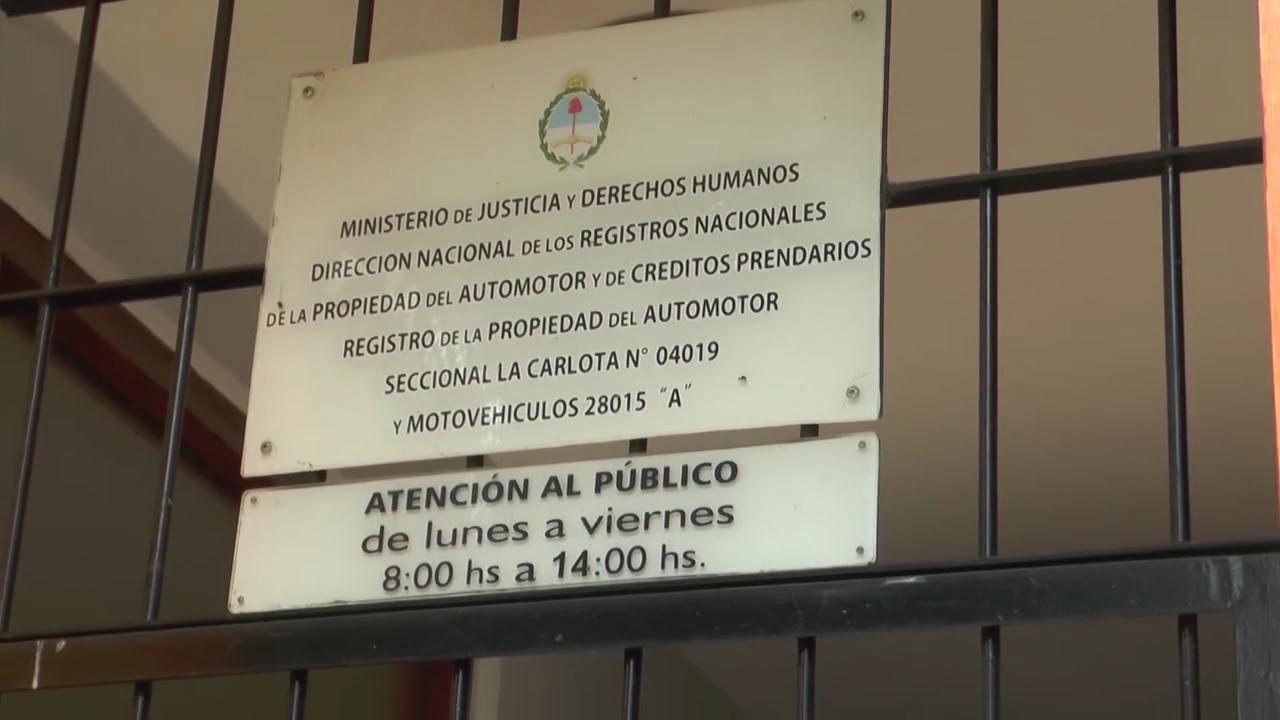 MINISTERIO DE JUSTICIA Y DERECHOS HUMANOS
DIRECCION NACIONAL DE LOS REGISTROS NACIONALES
DE LA PROPIEDAD DEL AUTOMOTOR Y DE CREDITOS PRENDARIOS
REGISTRO DE LA PROPIEDAD DEL AUTOMOTOR
SECCIONAL LA CARLOTA N° 04019
Y MOTOVEHICULOS 28015 "A"
ATENCIÓN AL PÚBLICO
de lunes a viernes
8:00 hs a 14:00 hs.